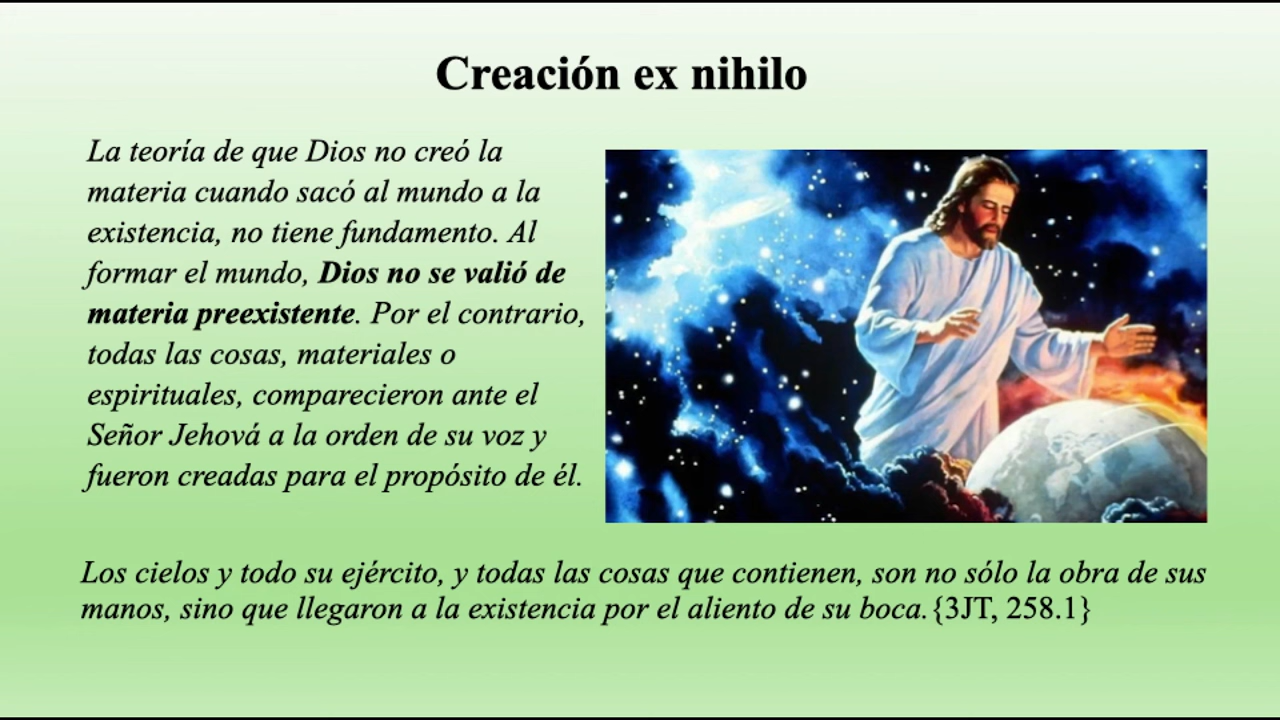 Creación ex nihilo
La teoría de que Dios no creó la
materia cuando sacó al mundo a la
existencia, no tiene fundamento. Al
formar el mundo, Dios no se valió de
materia preexistente. Por el contrario,
todas las cosas, materiales o
espirituales, comparecieron ante el
Señor Jehová a la orden de su voz y
fueron creadas para el propósito de él.
Los cielos y todo su ejército, y todas las cosas que contienen, son no sólo la obra de sus
manos, sino que llegaron a la existencia por el aliento de su boca. {3JT, 258.1}